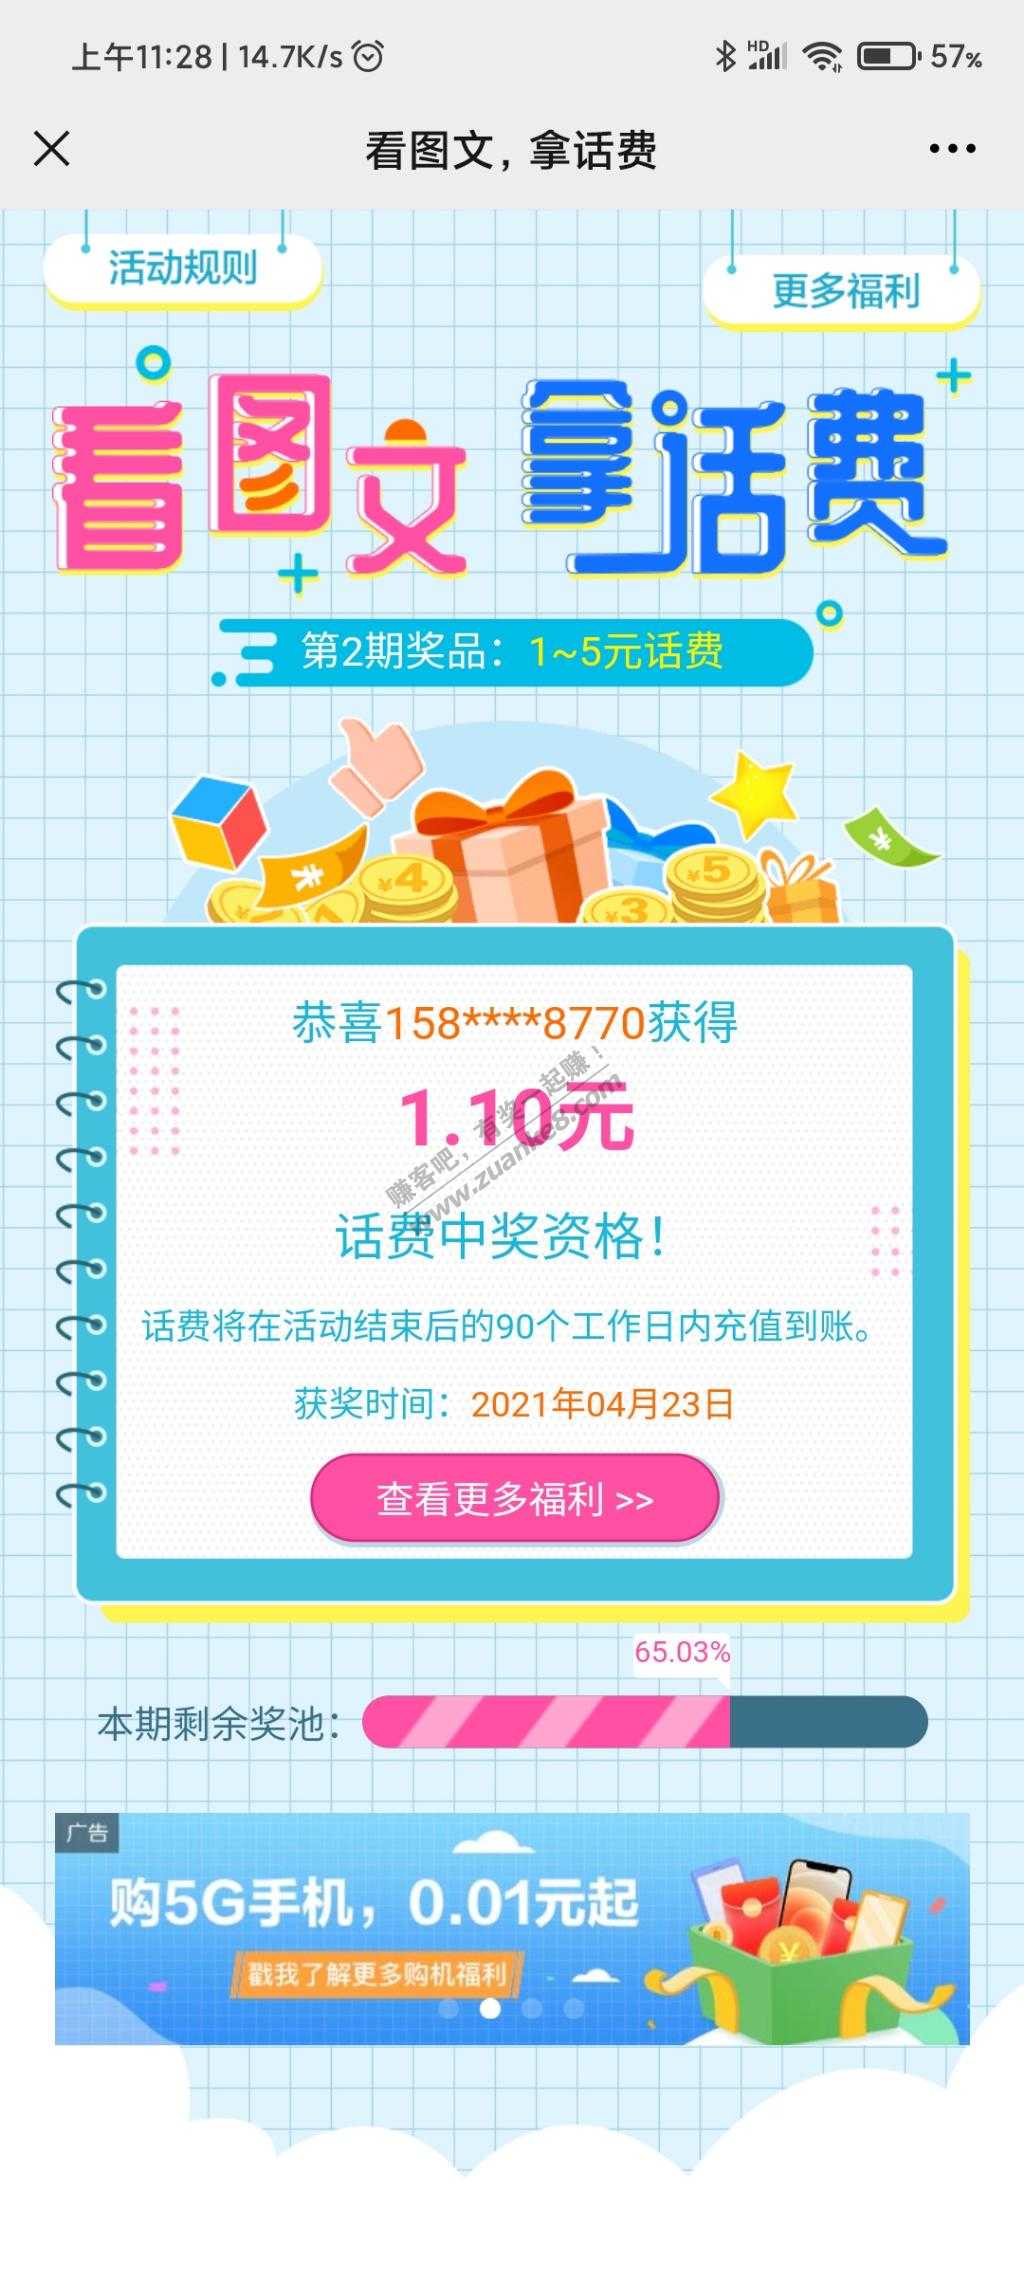 上午11:28 | 14.7K/s
HD
57%
看图文，拿话费
活动规则
更多福利
看图文 拿话费
第2期奖品：1~5元话费
¥4
¥5
¥3
恭喜158****8770获得
1.10元
赚客吧，有奖一起赚！
www.zuanke8.com
话费中奖资格！
话费将在活动结束后的90个工作日内充值到账。
获奖时间：2021年04月23日
查看更多福利 >>
65.03%
本期剩余奖池：
广告
购5G手机，0.01元起
戳我了解更多购机福利
¥